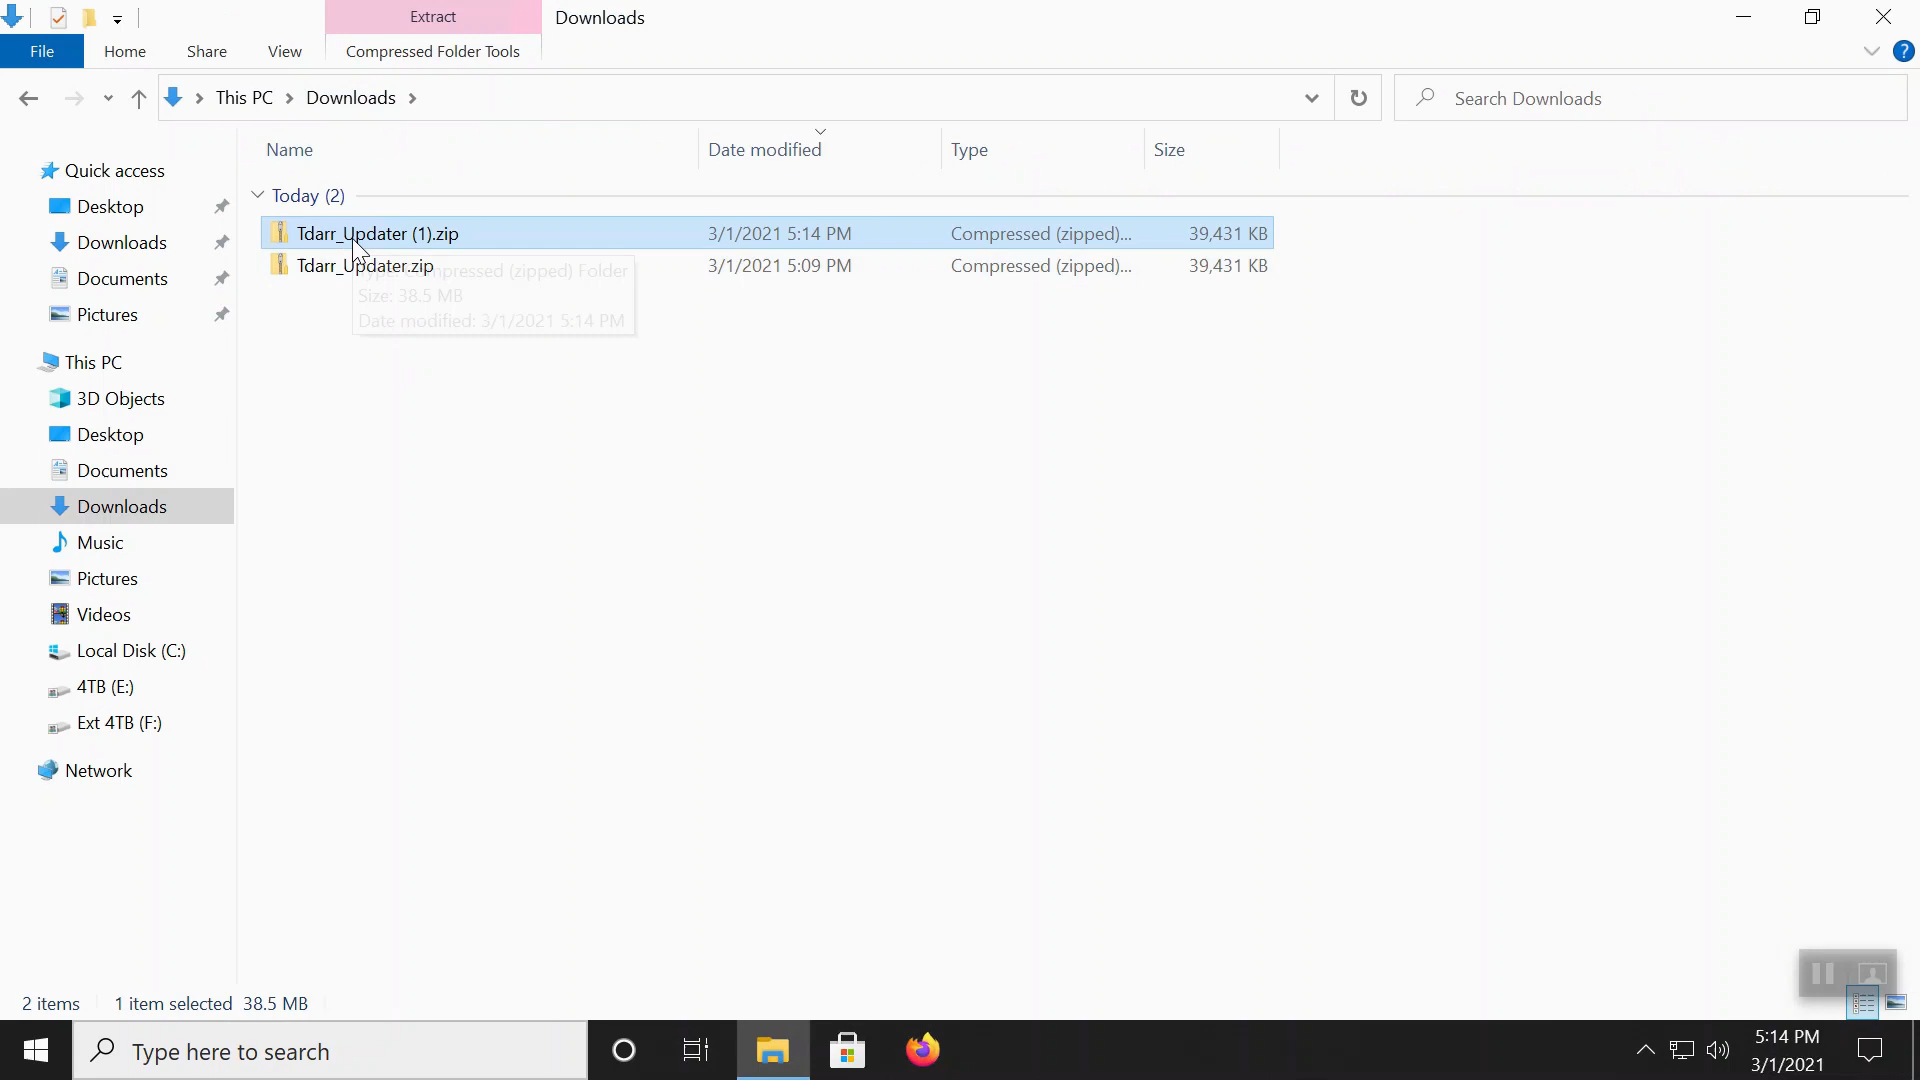 Extract
Downloads
File
Home
Share
View
Compressed Folder Tools
?
This PC
Downloads
Search Downloads
Name
Date modified
Type
Size
Quick access
Desktop
Downloads
Documents
Pictures
This PC
3D Objects
Desktop
Documents
Downloads
Music
Pictures
Videos
Local Disk (C:)
4TB (E:)
Ext 4TB (F:)
Network
Today (2)
Tdarr_Updater (1).zip 3/1/2021 5:14 PM Compressed (zipped)... 39,431 KB
Tdarr_Updater.zip 3/1/2021 5:09 PM Compressed (zipped)... 39,431 KB
Compressed (zipped) Folder
Size: 38.5 MB
Date modified: 3/1/2021 5:14 PM
2 items 1 item selected 38.5 MB
Type here to search
5:14 PM
3/1/2021